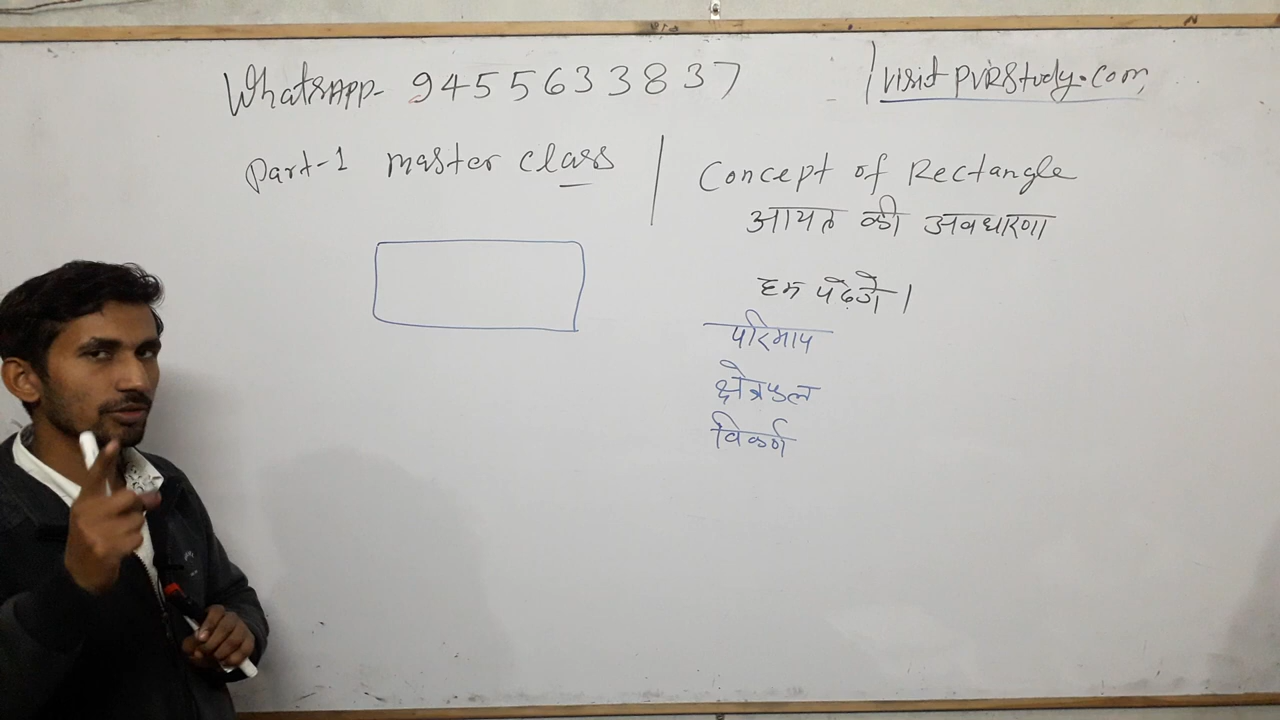 WhatsApp- 9455633837
visit PVRStudy.com
Part-1 master class
Concept of Rectangle
आयत की अवधारणा
हम पढेगे।
परिमाप
क्षेत्रफल
विकर्ण